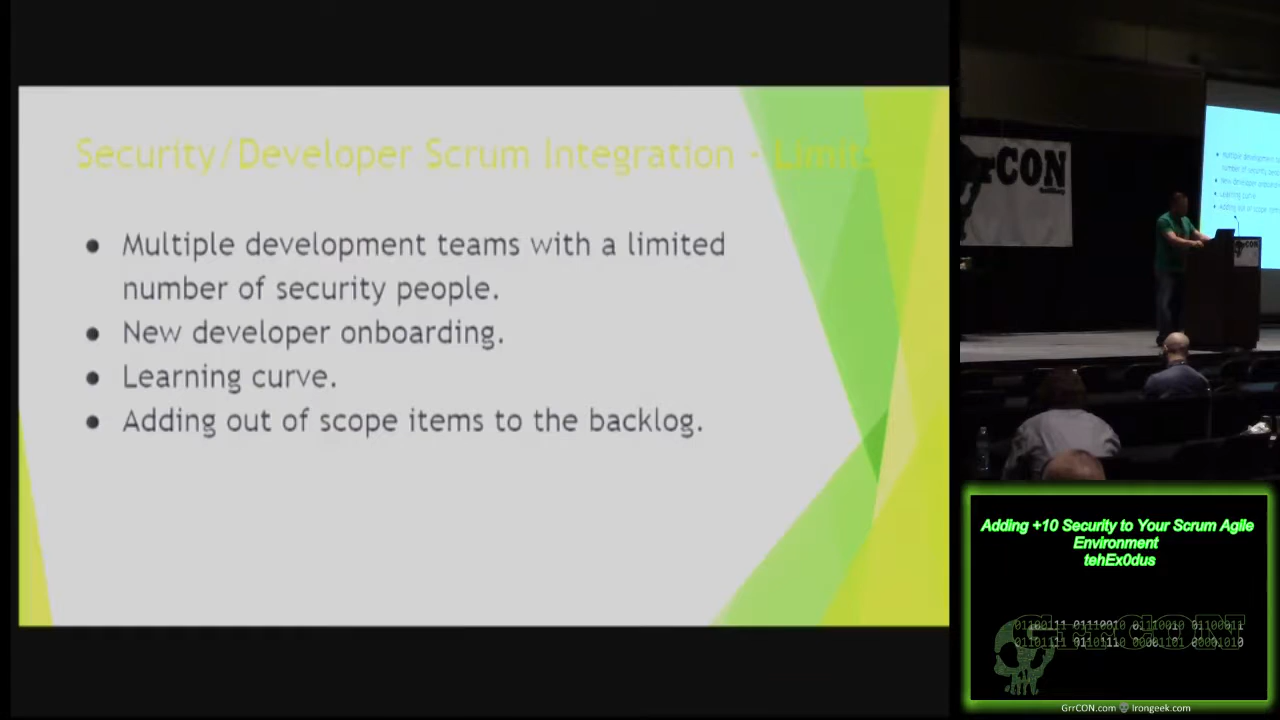 Security/Developer Scrum Integration - Limits
● Multiple development teams with a limited
number of security people.
● New developer onboarding.
● Learning curve.
● Adding out of scope items to the backlog.
rCON
Adding +10 Security to Your Scrum Agile
Environment
tehEx0dus
GrrCON
GrrCON.com Irongeek.com